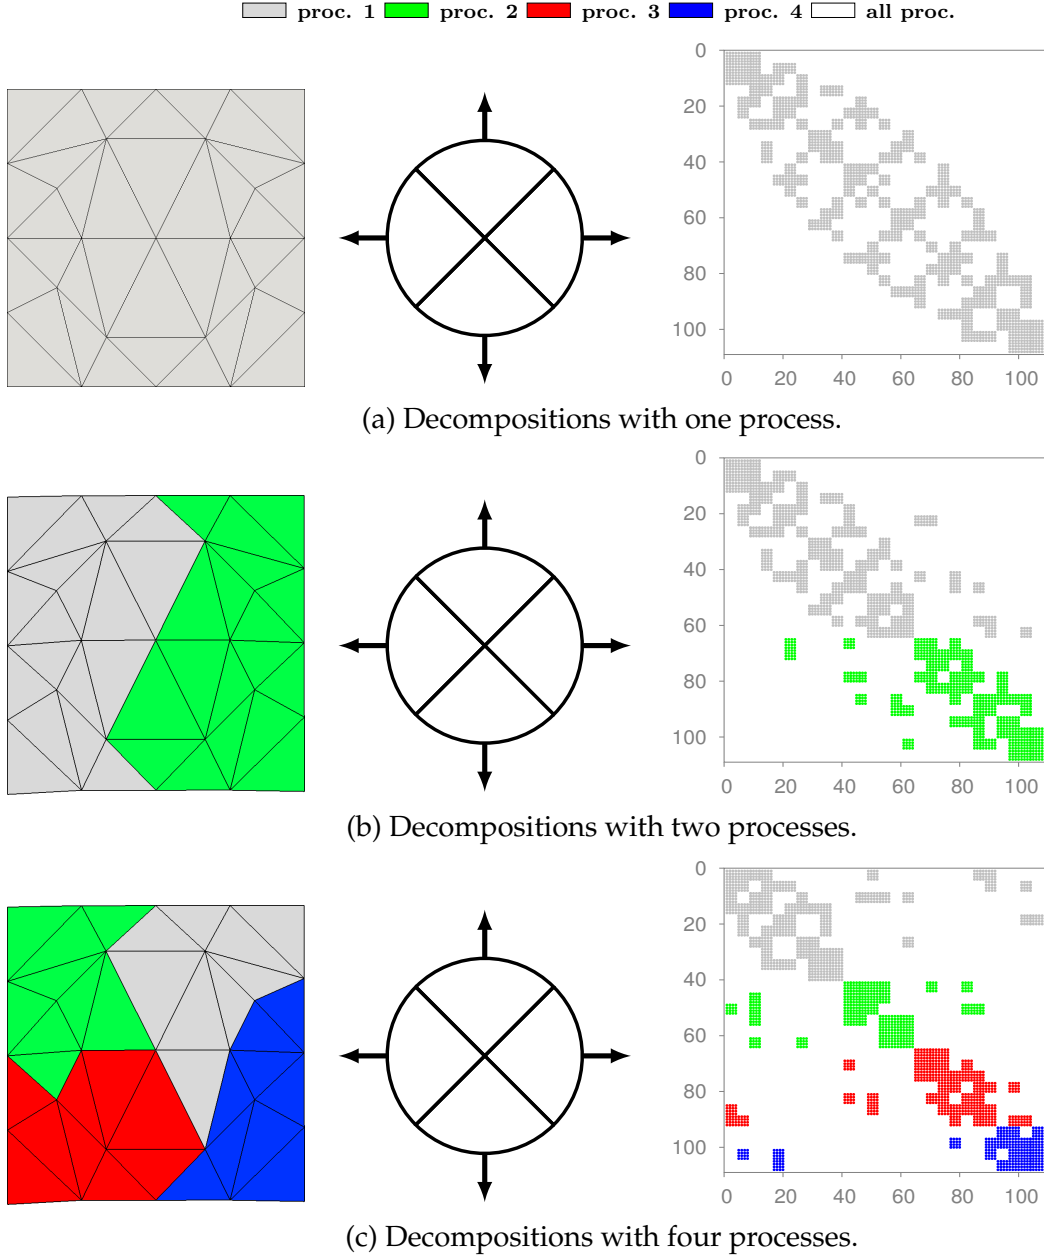 proc. 1 proc. 2 proc. 3 proc. 4 all proc.
0
20
40
60
80
100
0 20 40 60 80 100
(a) Decompositions with one process.
0
20
40
60
80
100
0 20 40 60 80 100
(b) Decompositions with two processes.
0
20
40
60
80
100
0 20 40 60 80 100
(c) Decompositions with four processes.